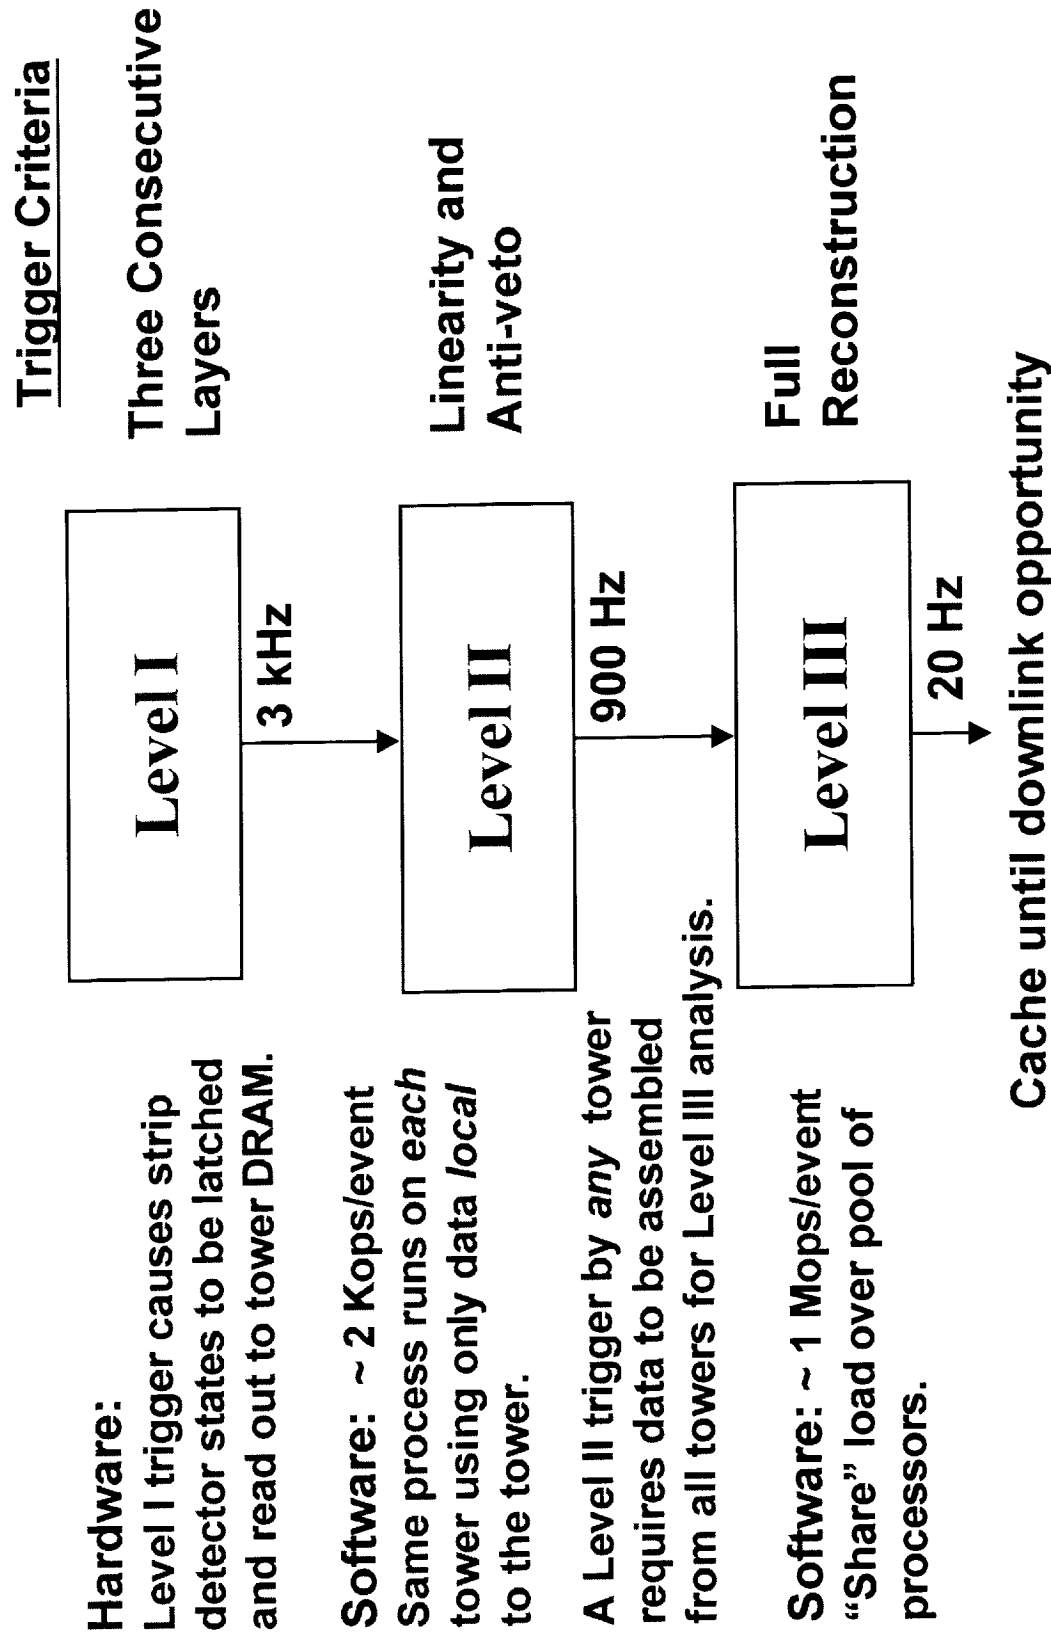 Trigger Criteria
Hardware:
Level I trigger causes strip
detector states to be latched
and read out to tower DRAM.
Level I
Three Consecutive
Layers
3 kHz
Software: ~ 2 Kops/event
Same process runs on each
tower using only data local
to the tower.
Level II
Linearity and
Anti-veto
900 Hz
A Level II trigger by any tower
requires data to be assembled
from all towers for Level III analysis.
Software: ~ 1 Mops/event
“Share” load over pool of
processors.
Level III
Full
Reconstruction
20 Hz
Cache until downlink opportunity